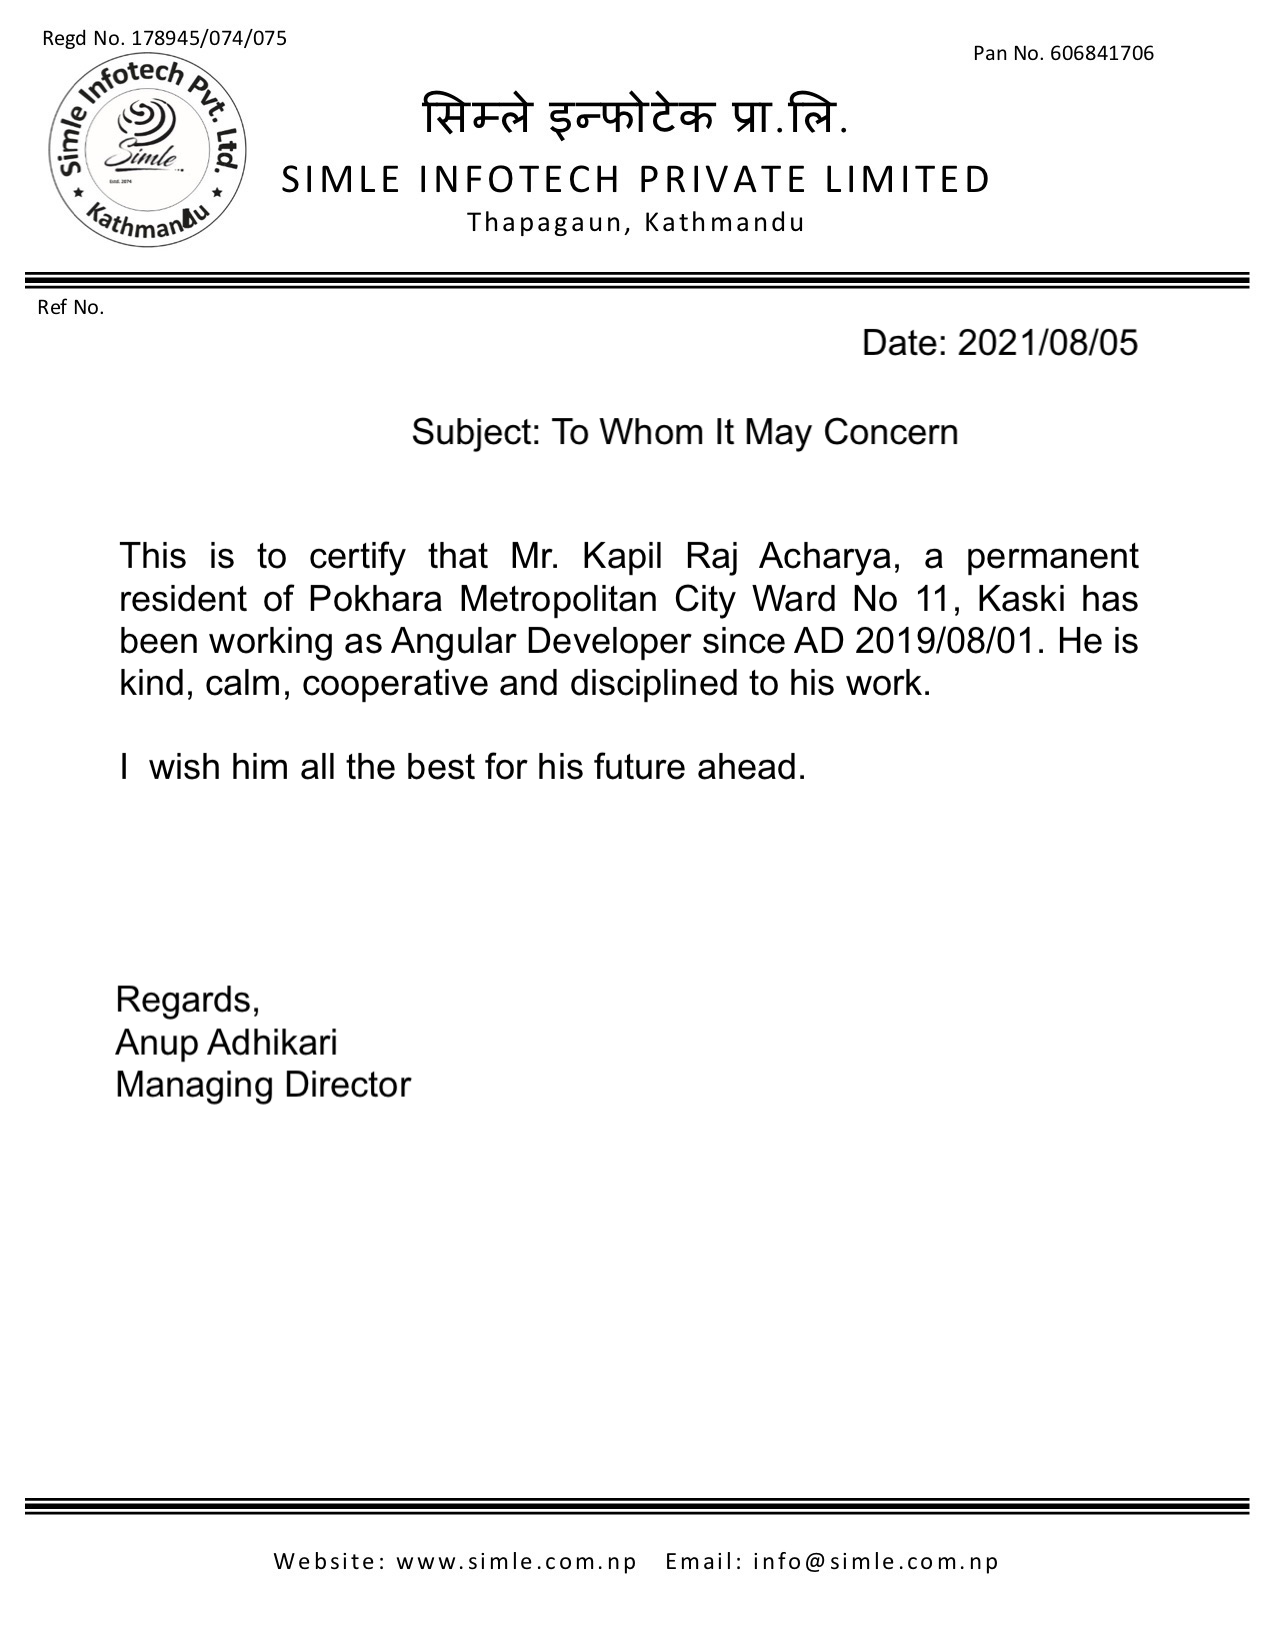 Regd No. 178945/074/075
Pan No. 606841706
Simle Infotech Pvt. Ltd.
Simle
Estd. 2074
Kathmandu
सिम्ले इन्फोटेक प्रा.लि.
SIMLE INFOTECH PRIVATE LIMITED
Thapagaun, Kathmandu
Ref No.
Date: 2021/08/05
Subject: To Whom It May Concern
This is to certify that Mr. Kapil Raj Acharya, a permanent
resident of Pokhara Metropolitan City Ward No 11, Kaski has
been working as Angular Developer since AD 2019/08/01. He is
kind, calm, cooperative and disciplined to his work.
I wish him all the best for his future ahead.
Regards,
Anup Adhikari
Managing Director
Website: www.simle.com.np Email: info@simle.com.np